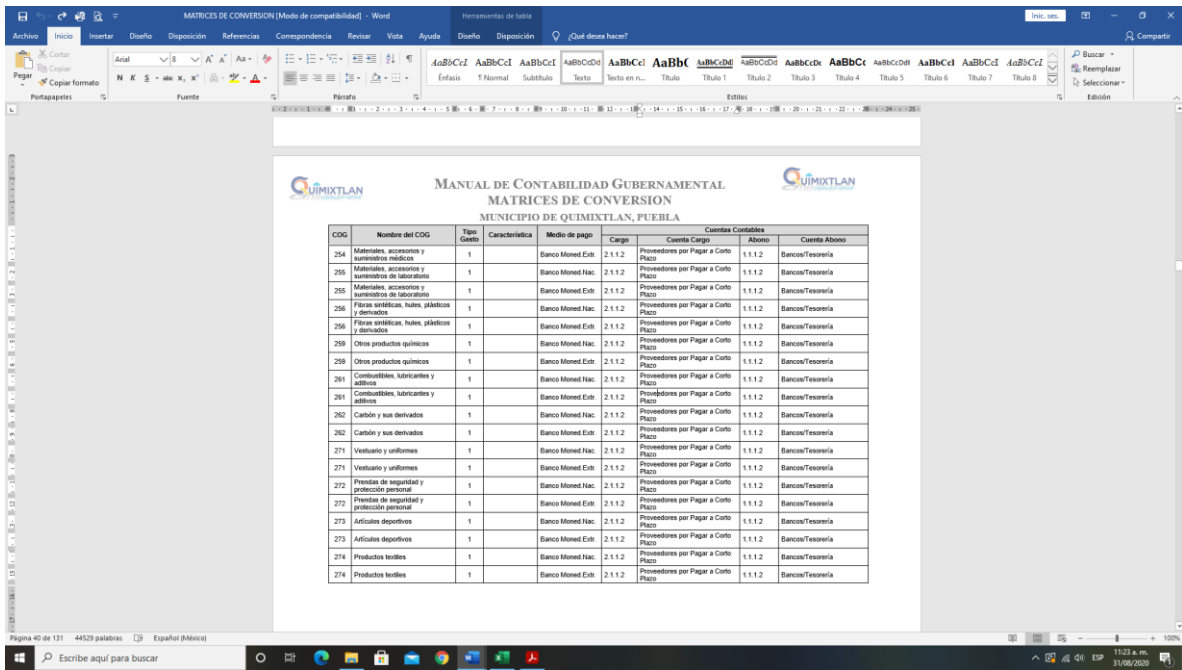 MATRICES DE CONVERSION [Modo de compatibilidad] - Word
Herramientas de tabla
Inic. ses.
Archivo Inicio Insertar Diseño Disposición Referencias Correspondencia Revisar Vista Ayuda Diseño Disposición ¿Qué desea hacer? Compartir
Pegar
Cortar
Copiar
Copiar formato
Portapapeles
Arial 8
N K S abc x₂ x²
Fuente
Párrafo
AaBbCcI AaBbCcI AaBbCcI AaBbCcDd AaBbCcI AaBbC AaBbCcDdI AaBbCcDd AaBbCcDc AaBbCc AaBbCcDdI AaBbCcI AaBbCcI AaBbCcI
Énfasis ¶ Normal Subtítulo Texto Texto en n... Título Título 1 Título 2 Título 3 Título 4 Título 5 Título 6 Título 7 Título 8
Estilos
Buscar
Reemplazar
Seleccionar
Edición
QUIMIXTLAN
MANUAL DE CONTABILIDAD GUBERNAMENTAL
MATRICES DE CONVERSION
MUNICIPIO DE QUIMIXTLAN, PUEBLA
QUIMIXTLAN
COG Nombre del COG Tipo Gasto Característica Medio de pago Cuentas Contables
Cargo Cuenta Cargo Abono Cuenta Abono
254 Materiales, accesorios y suministros médicos 1 Banco Moned.Extr. 2.1.1.2 Proveedores por Pagar a Corto Plazo 1.1.1.2 Bancos/Tesorería
255 Materiales, accesorios y suministros de laboratorio 1 Banco Moned.Nac. 2.1.1.2 Proveedores por Pagar a Corto Plazo 1.1.1.2 Bancos/Tesorería
255 Materiales, accesorios y suministros de laboratorio 1 Banco Moned.Extr. 2.1.1.2 Proveedores por Pagar a Corto Plazo 1.1.1.2 Bancos/Tesorería
256 Fibras sintéticas, hules, plásticos y derivados 1 Banco Moned.Nac. 2.1.1.2 Proveedores por Pagar a Corto Plazo 1.1.1.2 Bancos/Tesorería
256 Fibras sintéticas, hules, plásticos y derivados 1 Banco Moned.Extr. 2.1.1.2 Proveedores por Pagar a Corto Plazo 1.1.1.2 Bancos/Tesorería
259 Otros productos químicos 1 Banco Moned.Nac. 2.1.1.2 Proveedores por Pagar a Corto Plazo 1.1.1.2 Bancos/Tesorería
259 Otros productos químicos 1 Banco Moned.Extr. 2.1.1.2 Proveedores por Pagar a Corto Plazo 1.1.1.2 Bancos/Tesorería
261 Combustibles, lubricantes y aditivos 1 Banco Moned.Nac. 2.1.1.2 Proveedores por Pagar a Corto Plazo 1.1.1.2 Bancos/Tesorería
261 Combustibles, lubricantes y aditivos 1 Banco Moned.Extr. 2.1.1.2 Proveedores por Pagar a Corto Plazo 1.1.1.2 Bancos/Tesorería
262 Carbón y sus derivados 1 Banco Moned.Nac. 2.1.1.2 Proveedores por Pagar a Corto Plazo 1.1.1.2 Bancos/Tesorería
262 Carbón y sus derivados 1 Banco Moned.Extr. 2.1.1.2 Proveedores por Pagar a Corto Plazo 1.1.1.2 Bancos/Tesorería
271 Vestuario y uniformes 1 Banco Moned.Nac. 2.1.1.2 Proveedores por Pagar a Corto Plazo 1.1.1.2 Bancos/Tesorería
271 Vestuario y uniformes 1 Banco Moned.Extr. 2.1.1.2 Proveedores por Pagar a Corto Plazo 1.1.1.2 Bancos/Tesorería
272 Prendas de seguridad y protección personal 1 Banco Moned.Nac. 2.1.1.2 Proveedores por Pagar a Corto Plazo 1.1.1.2 Bancos/Tesorería
272 Prendas de seguridad y protección personal 1 Banco Moned.Extr. 2.1.1.2 Proveedores por Pagar a Corto Plazo 1.1.1.2 Bancos/Tesorería
273 Artículos deportivos 1 Banco Moned.Nac. 2.1.1.2 Proveedores por Pagar a Corto Plazo 1.1.1.2 Bancos/Tesorería
273 Artículos deportivos 1 Banco Moned.Extr. 2.1.1.2 Proveedores por Pagar a Corto Plazo 1.1.1.2 Bancos/Tesorería
274 Productos textiles 1 Banco Moned.Nac. 2.1.1.2 Proveedores por Pagar a Corto Plazo 1.1.1.2 Bancos/Tesorería
274 Productos textiles 1 Banco Moned.Extr. 2.1.1.2 Proveedores por Pagar a Corto Plazo 1.1.1.2 Bancos/Tesorería
Página 40 de 131 44529 palabras Español (México) 100%
Escribe aquí para buscar
ESP
11:23 a. m.
31/08/2020